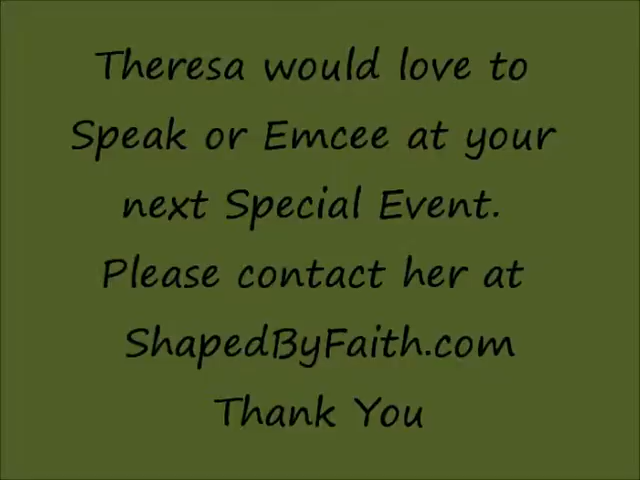 Theresa would love to
Speak or Emcee at your
next Special Event.
Please contact her at
ShapedByFaith.com
Thank You